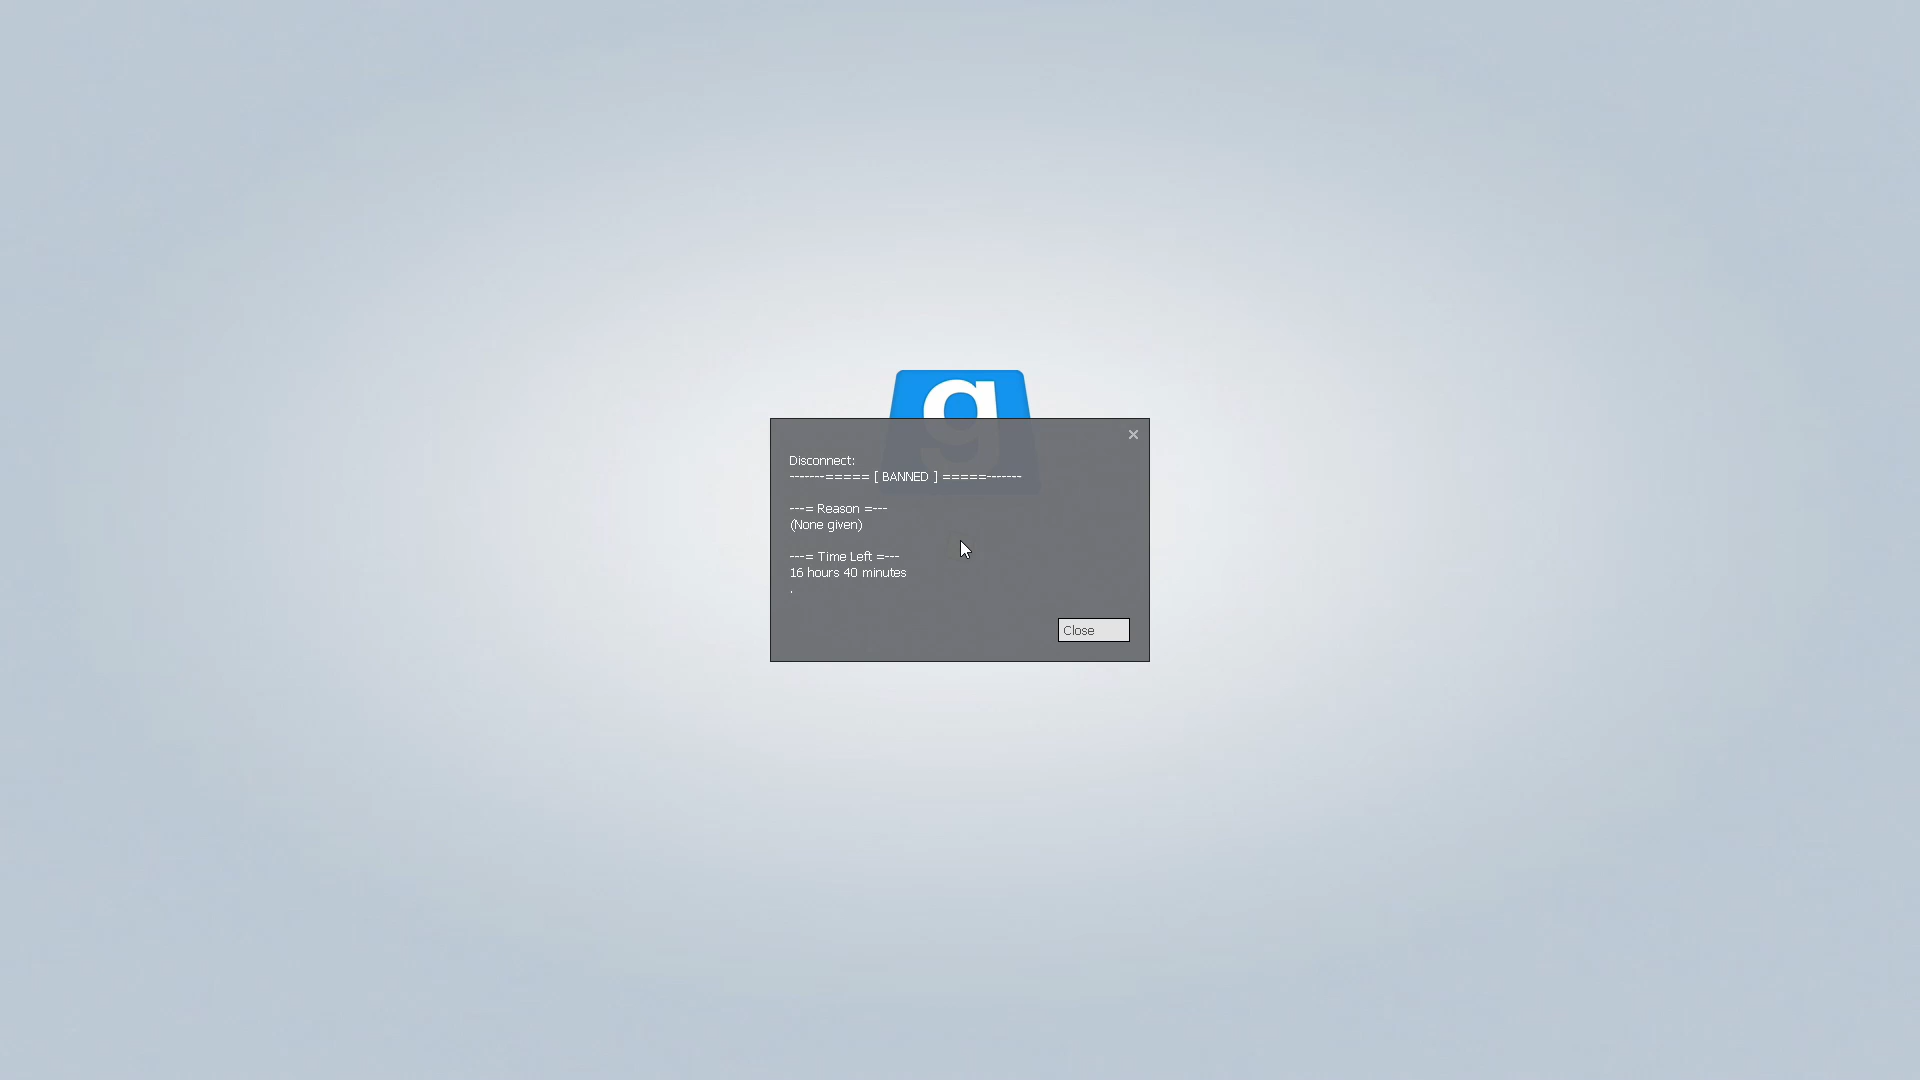 g
Disconnect:
-------===== [ BANNED ] =====-------
---= Reason =---
(None given)
---= Time Left =---
16 hours 40 minutes
.
Close